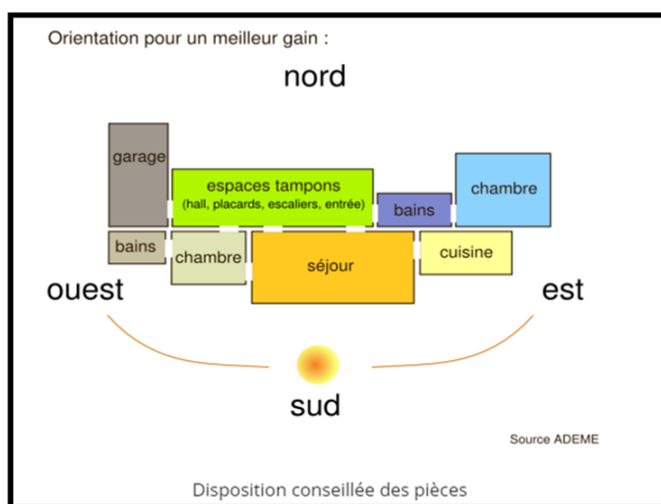 Orientation pour un meilleur gain :
nord
garage
espaces tampons
(hall, placards, escaliers, entrée)
bains
chambre
bains
chambre
séjour
cuisine
ouest
est
sud
Source ADEME
Disposition conseillée des pièces